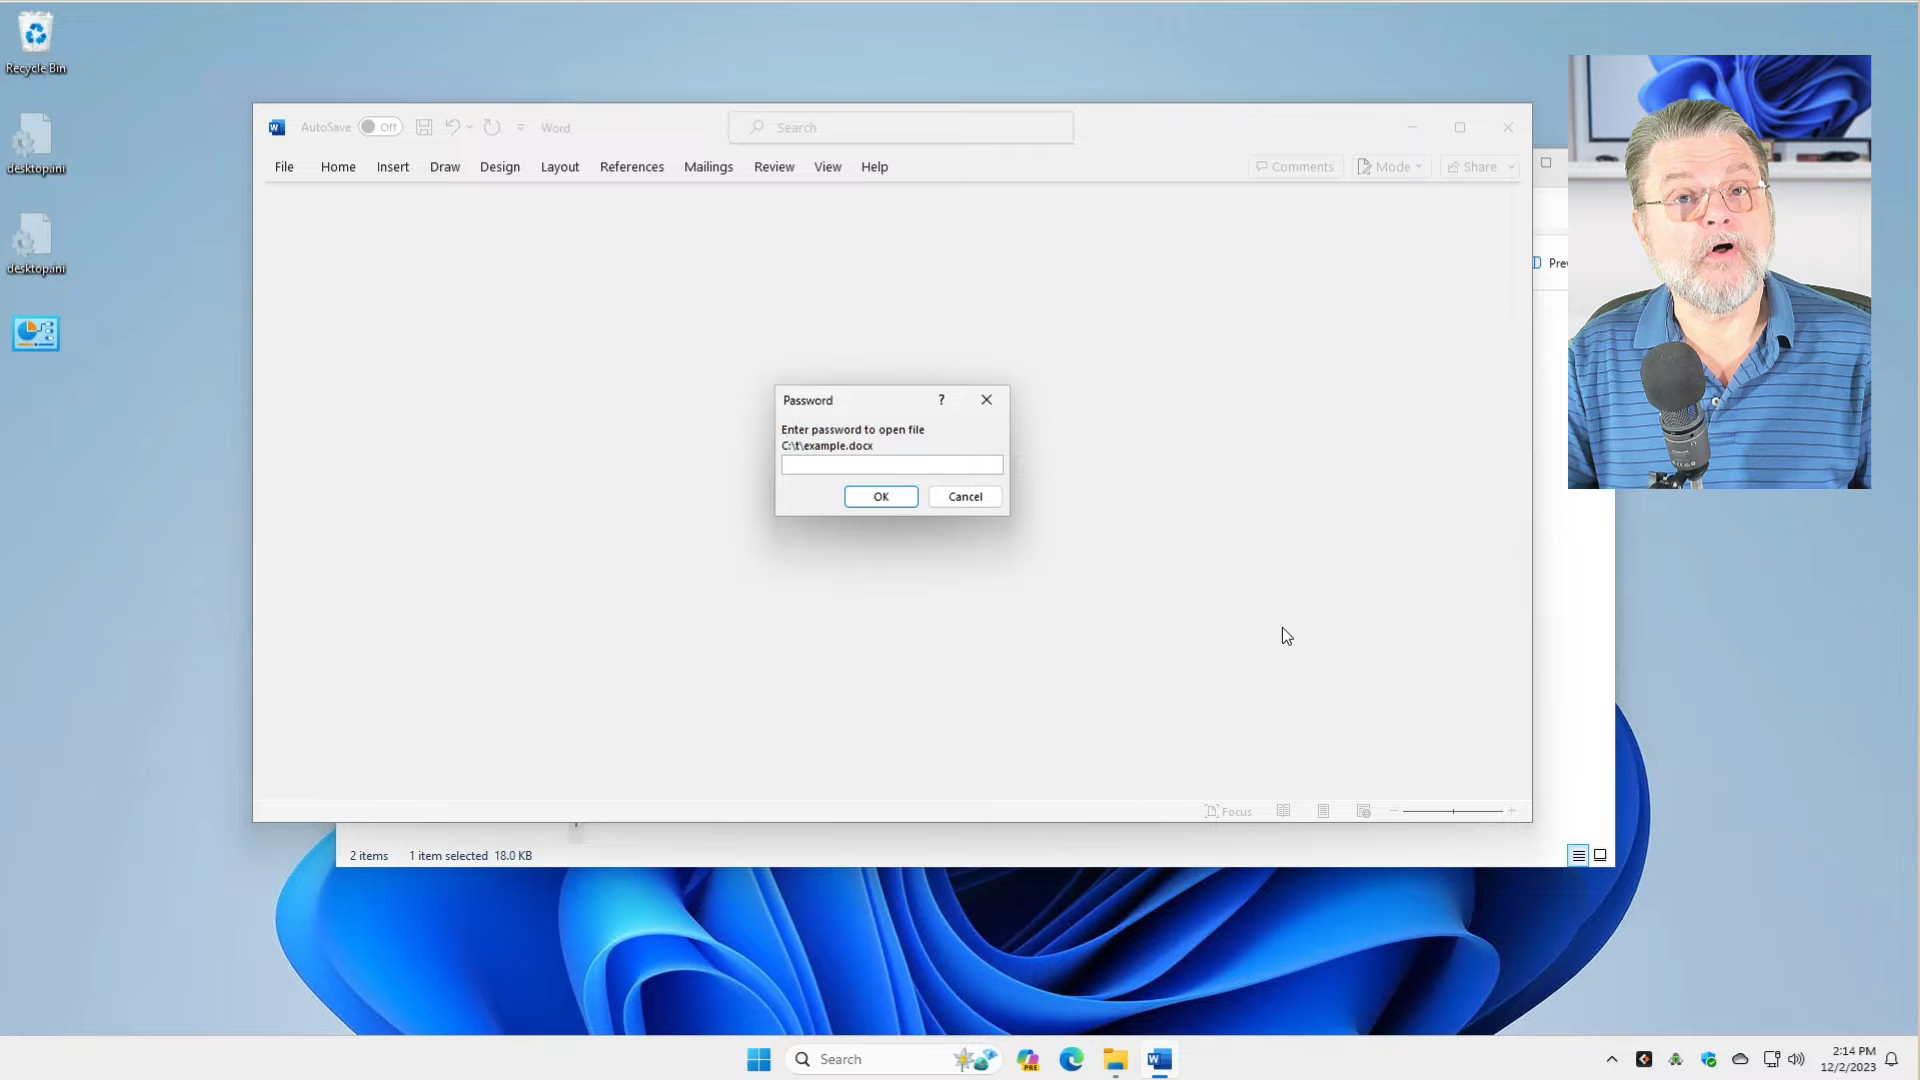 Recycle Bin
desktop.ini
desktop.ini
AutoSave Off
Word
Search
File Home Insert Draw Design Layout References Mailings Review View Help
Comments Mode Share
Password ?
Enter password to open file
C:\t\example.docx
OK Cancel
Focus
2 items 1 item selected 18.0 KB
Search
PRE
2:14 PM
12/2/2023